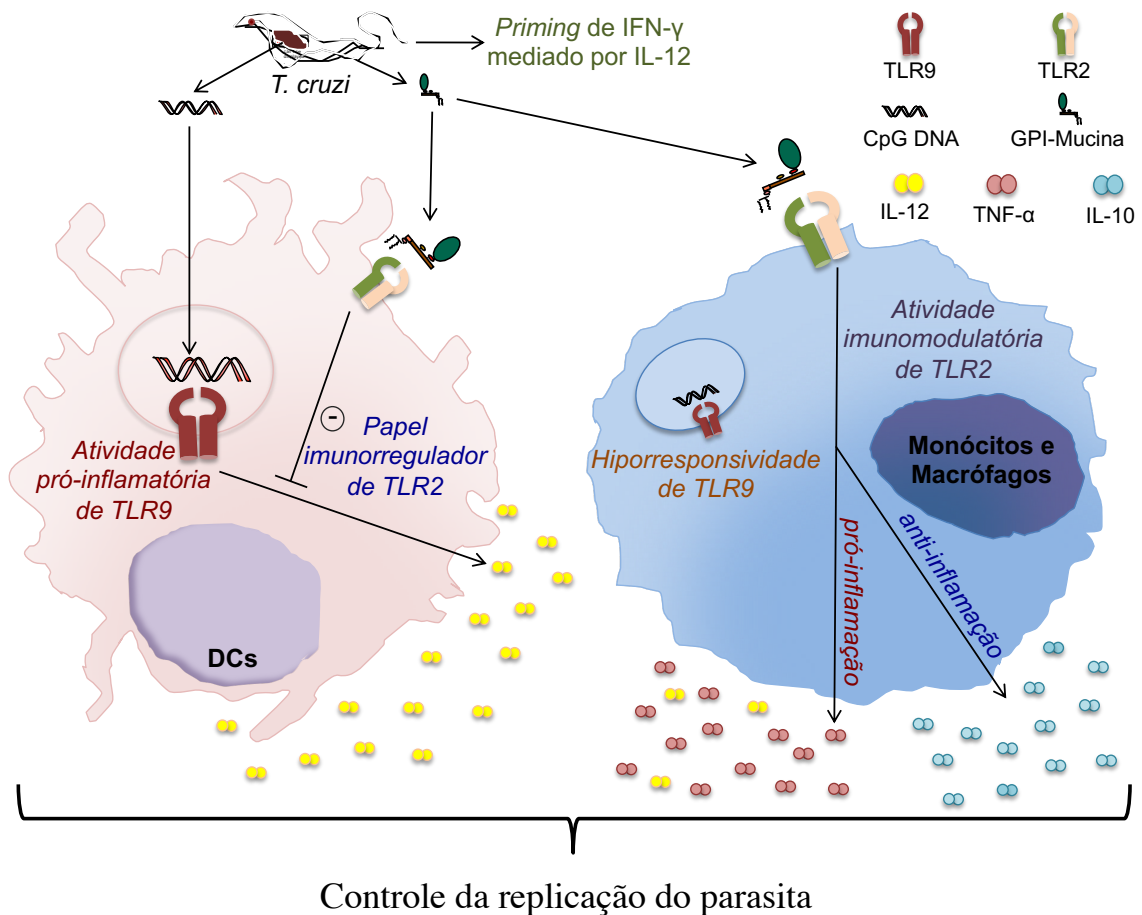 Priming de IFN-γ
mediado por IL-12
T. cruzi
TLR9
TLR2
CpG DNA
GPI-Mucina
IL-12
TNF-α
IL-10
Atividade
pró-inflamatória
de TLR9
-
Papel
imunorregulador
de TLR2
DCs
Atividade
imunomodulatória
de TLR2
Hiporresponsividade
de TLR9
Monócitos e
Macrófagos
pró-inflamação
anti-inflamação
Controle da replicação do parasita